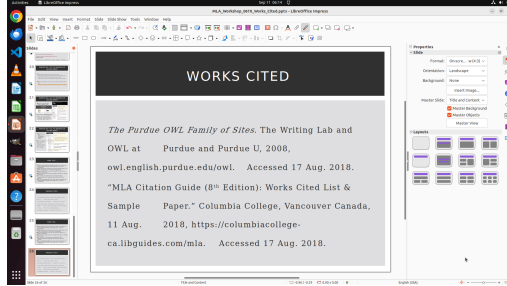 Activities
LibreOffice Impress
Sep 11 00:14
MLA_Workshop_0610_Works_Cited.pptx — LibreOffice Impress
File Edit View Insert Format Slide Slide Show Tools Window Help
Slides
Properties
Slide
Format:
Orientation: Landscape
Background: None
Insert Image...
Master Slide: Title and Content
Master Background
Master Objects
Master View
Layouts
WORKS CITED
The Purdue OWL Family of Sites. The Writing Lab and
OWL at Purdue and Purdue U, 2008,
owl.english.purdue.edu/owl. Accessed 17 Aug. 2018.
“MLA Citation Guide (8th Edition): Works Cited List &
Sample Paper.” Columbia College, Vancouver Canada,
11 Aug. 2018, https://columbiacollege-
ca.libguides.com/mla. Accessed 17 Aug. 2018.
Title and Content
English (USA)